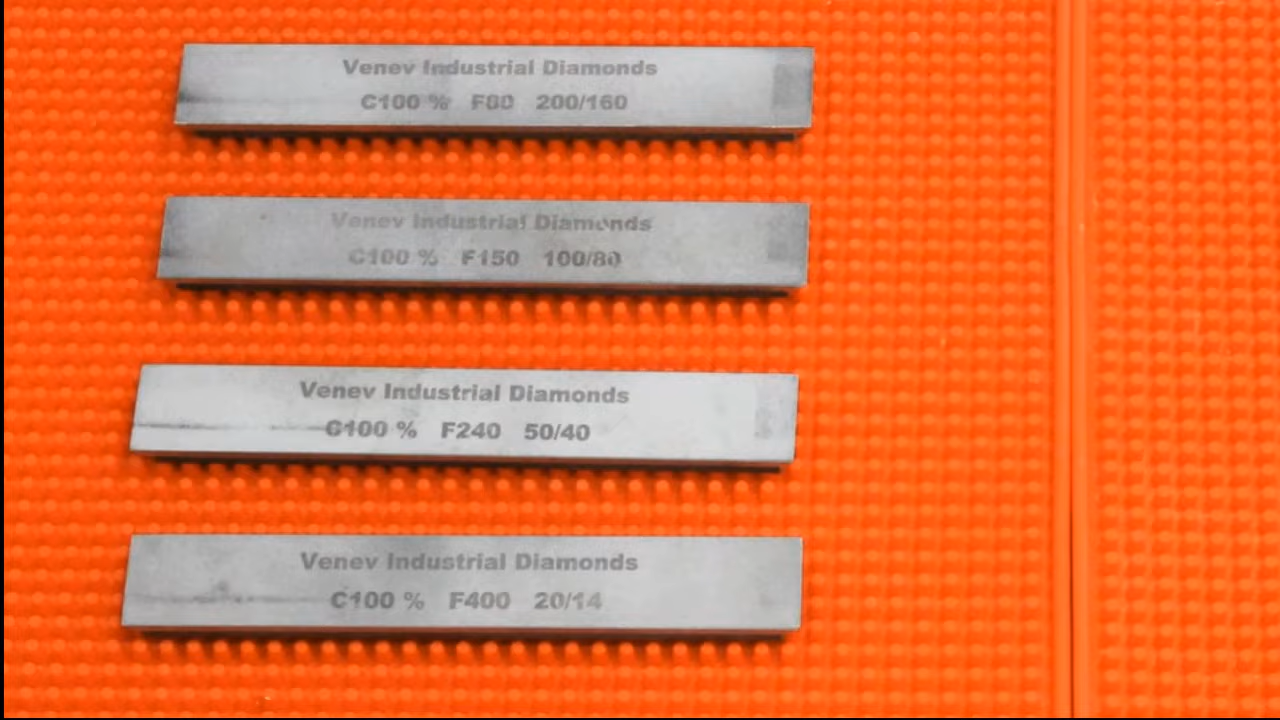 Venev Industrial Diamonds
C100 % F80 200/160
Venev Industrial Diamonds
C100 % F150 100/80
Venev Industrial Diamonds
C100 % F240 50/40
Venev Industrial Diamonds
C100 % F400 20/14